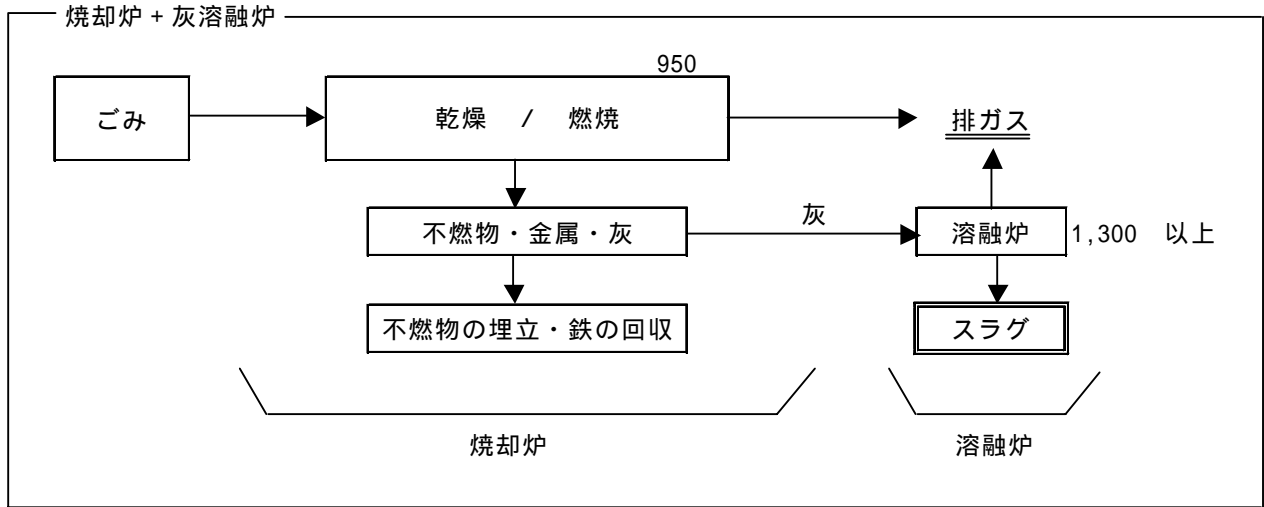 焼却炉 + 灰溶融炉
950
ごみ
乾燥 / 燃焼
排ガス
不燃物・金属・灰
灰
溶融炉
1,300 以上
不燃物の埋立・鉄の回収
スラグ
焼却炉
溶融炉